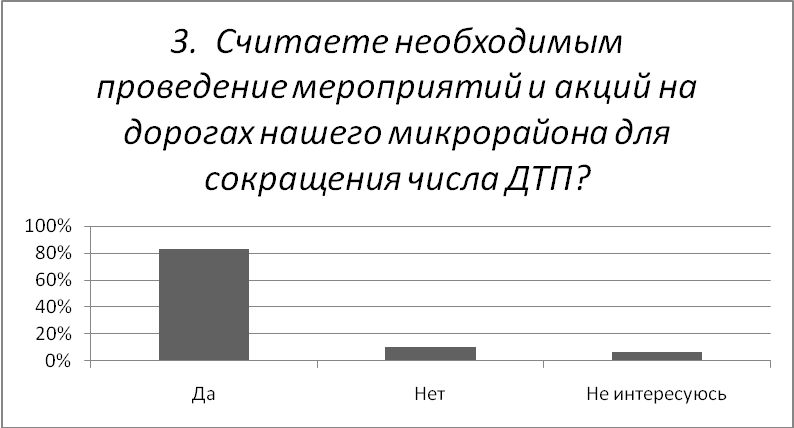 3. Считаете необходимым
проведение мероприятий и акций на
дорогах нашего микрорайона для
сокращения числа ДТП?
100%
80%
60%
40%
20%
0%
Да Нет Не интересуюсь